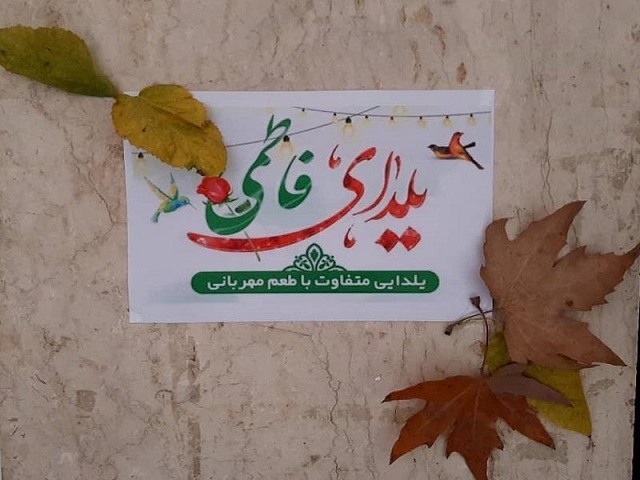 یلدای فاطمی
یلدایی متفاوت با طعم مهربانی